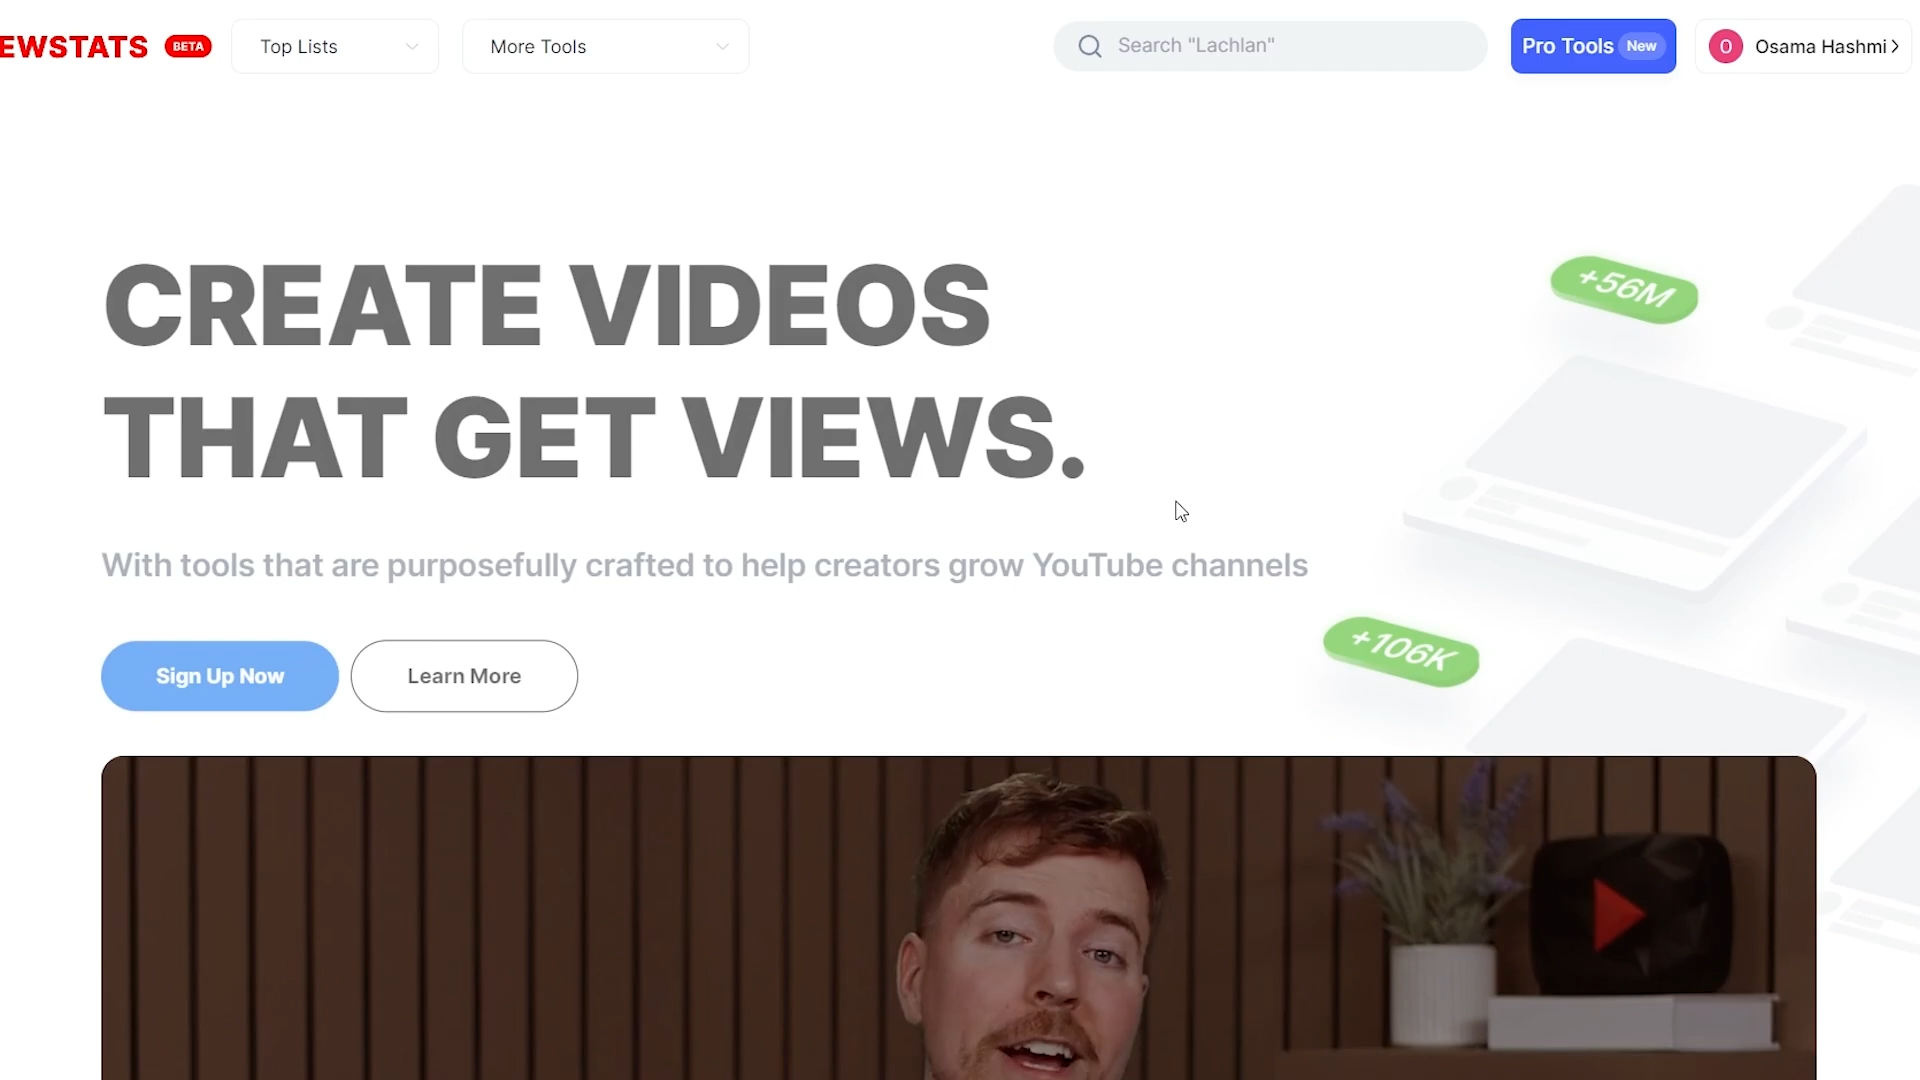 EWSTATS BETA
Top Lists
More Tools
Search "Lachlan"
Pro Tools New
O Osama Hashmi
CREATE VIDEOS
THAT GET VIEWS.
With tools that are purposefully crafted to help creators grow YouTube channels
Sign Up Now
Learn More
+56M
+106K